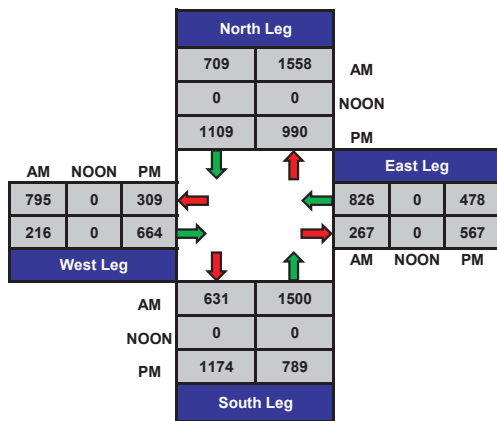 North Leg
709 1558 AM
0 0 NOON
1109 990 PM
AM NOON PM
East Leg
795 0 309
826 0 478
216 0 664
267 0 567
West Leg
AM NOON PM
AM 631 1500
NOON 0 0
PM 1174 789
South Leg